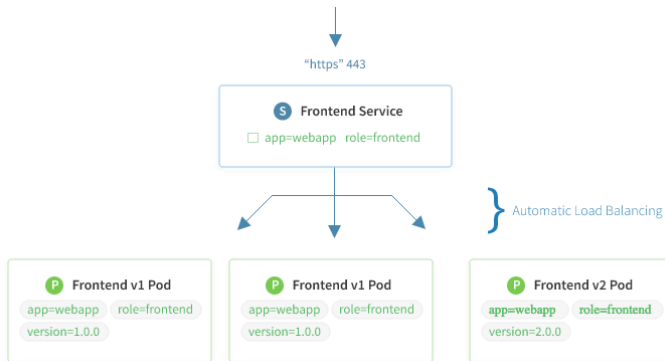 “https” 443
S Frontend Service
app=webapp role=frontend
Automatic Load Balancing
P Frontend v1 Pod
app=webapp role=frontend
version=1.0.0
P Frontend v1 Pod
app=webapp role=frontend
version=1.0.0
P Frontend v2 Pod
app=webapp role=frontend
version=2.0.0